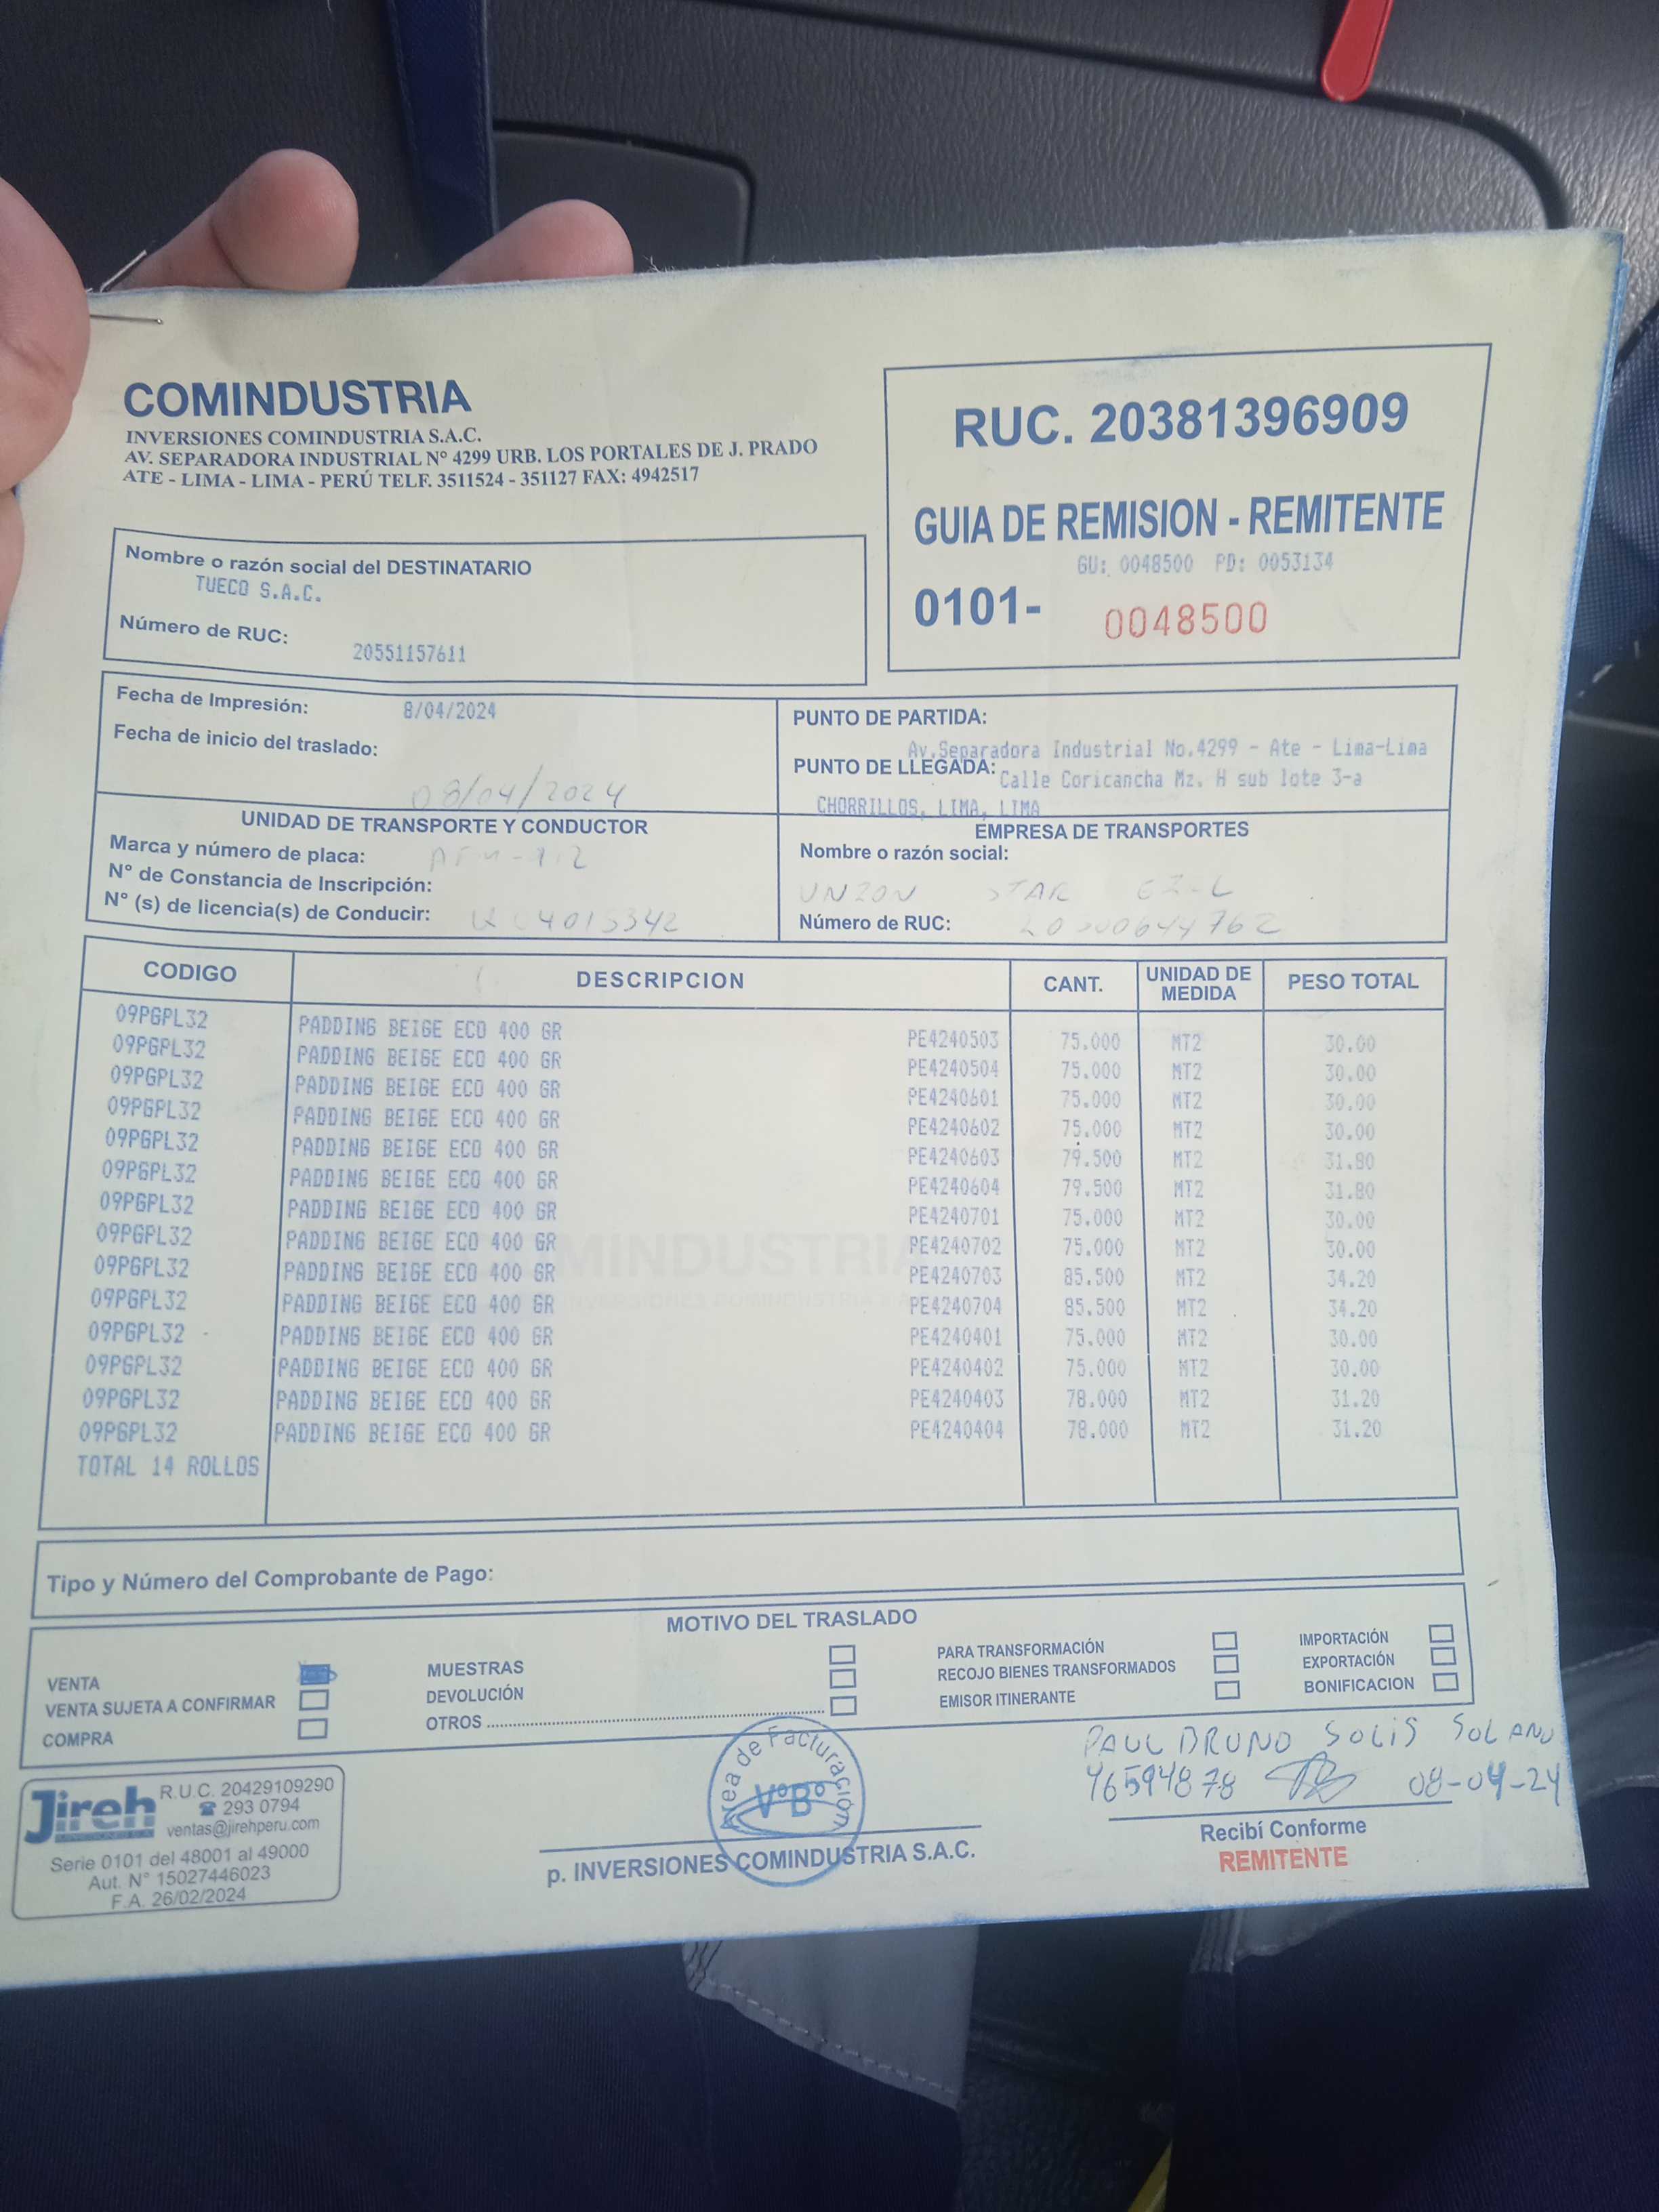 COMINDUSTRIA
INVERSIONES COMINDUSTRIA S.A.C.
AV. SEPARADORA INDUSTRIAL Nº 4299 URB. LOS PORTALES DE J. PRADO
ATE - LIMA - LIMA - PERÚ TELF. 3511524 - 351127 FAX: 4942517
RUC. 20381396909
GUIA DE REMISION - REMITENTE
GU: 0048500 PD: 0053134
0101- 0048500
Nombre o razón social del DESTINATARIO
TUECO S.A.C.
Número de RUC: 20551157611
Fecha de Impresión: 8/04/2024
Fecha de inicio del traslado:
08/04/2024
PUNTO DE PARTIDA:
Av.Separadora Industrial No.4299 - Ate - Lima-Lima
PUNTO DE LLEGADA: Calle Coricancha Mz. H sub lote 3-a
CHORRILLOS, LIMA, LIMA
UNIDAD DE TRANSPORTE Y CONDUCTOR
Marca y número de placa:
N° de Constancia de Inscripción:
N° (s) de licencia(s) de Conducir:
EMPRESA DE TRANSPORTES
Nombre o razón social:
STAR
Número de RUC:
CODIGO DESCRIPCION CANT. UNIDAD DE MEDIDA PESO TOTAL
09PGPL32 PADDING BEIGE ECO 400 GR PE4240503 75.000 MT2 30.00
09PGPL32 PADDING BEIGE ECO 400 GR PE4240504 75.000 MT2 30.00
09PGPL32 PADDING BEIGE ECO 400 GR PE4240601 75.000 MT2 30.00
09PGPL32 PADDING BEIGE ECO 400 GR PE4240602 75.000 MT2 30.00
09PGPL32 PADDING BEIGE ECO 400 GR PE4240603 79.500 MT2 31.80
09PGPL32 PADDING BEIGE ECO 400 GR PE4240604 79.500 MT2 31.80
09PGPL32 PADDING BEIGE ECO 400 GR PE4240701 75.000 MT2 30.00
09PGPL32 PADDING BEIGE ECO 400 GR PE4240702 75.000 MT2 30.00
09PGPL32 PADDING BEIGE ECO 400 GR PE4240703 85.500 MT2 34.20
09PGPL32 PADDING BEIGE ECO 400 GR PE4240704 85.500 MT2 34.20
09PGPL32 PADDING BEIGE ECO 400 GR PE4240401 75.000 MT2 30.00
09PGPL32 PADDING BEIGE ECO 400 GR PE4240402 75.000 MT2 30.00
09PGPL32 PADDING BEIGE ECO 400 GR PE4240403 78.000 MT2 31.20
09PGPL32 PADDING BEIGE ECO 400 GR PE4240404 78.000 MT2 31.20
TOTAL 14 ROLLOS
Tipo y Número del Comprobante de Pago:
MOTIVO DEL TRASLADO
VENTA
VENTA SUJETA A CONFIRMAR
COMPRA
MUESTRAS
DEVOLUCIÓN
OTROS
PARA TRANSFORMACIÓN
RECOJO BIENES TRANSFORMADOS
EMISOR ITINERANTE
IMPORTACIÓN
EXPORTACIÓN
BONIFICACION
Jireh
R.U.C. 20429109290
293 0794
ventas@jirehperu.com
Serie 0101 del 48001 al 49000
Aut. N° 15027446023
F.A. 26/02/2024
Area de Facturación
VºBº
p. INVERSIONES COMINDUSTRIA S.A.C.
PAUL BRUNO SOLIS SOLANO
46594878 08-04-24
Recibí Conforme
REMITENTE